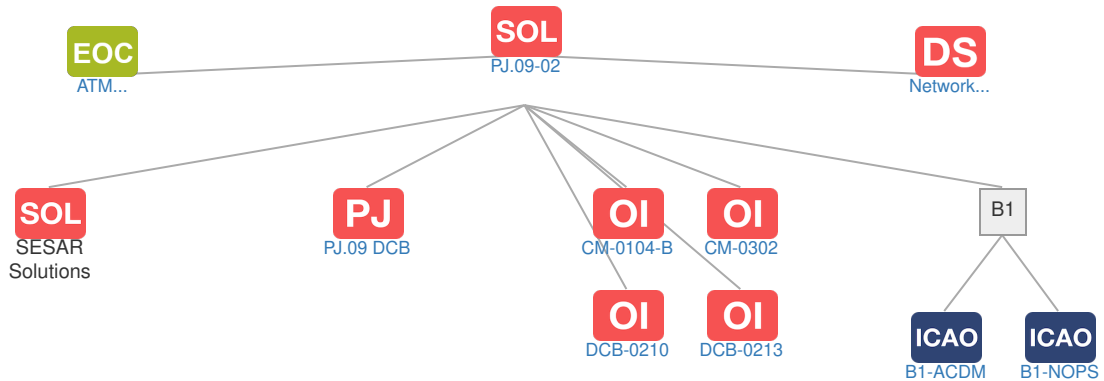 SOL
PJ.09-02
EOC
ATM...
DS
Network...
SOL
SESAR
Solutions
PJ
PJ.09 DCB
OI
CM-0104-B
OI
CM-0302
B1
OI
DCB-0210
OI
DCB-0213
ICAO
B1-ACDM
ICAO
B1-NOPS